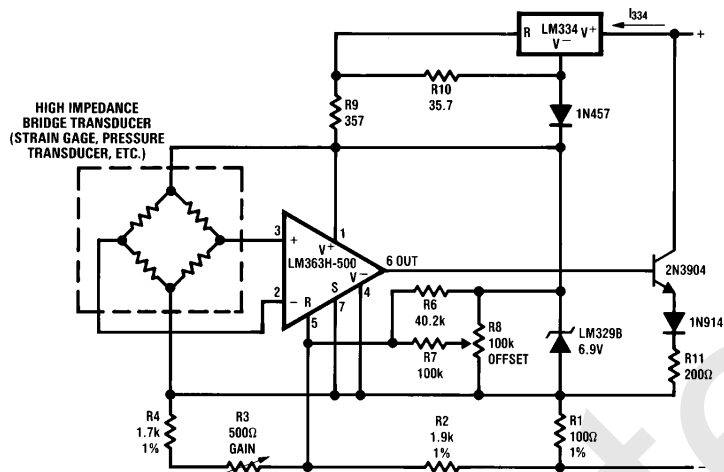 I334
R LM334 V+
V−
+
R10
35.7
R9
357
1N457
HIGH IMPEDANCE
BRIDGE TRANSDUCER
(STRAIN GAGE, PRESSURE
TRANSDUCER, ETC.)
3
+
V+
1
LM363H-500
6 OUT
2N3904
V−
2
−
R
S
4
5
7
R6
40.2k
R8
100k
OFFSET
R7
100k
LM329B
6.9V
1N914
R11
200Ω
R4
1.7k
1%
R3
500Ω
GAIN
R2
1.9k
1%
R1
100Ω
1%
−